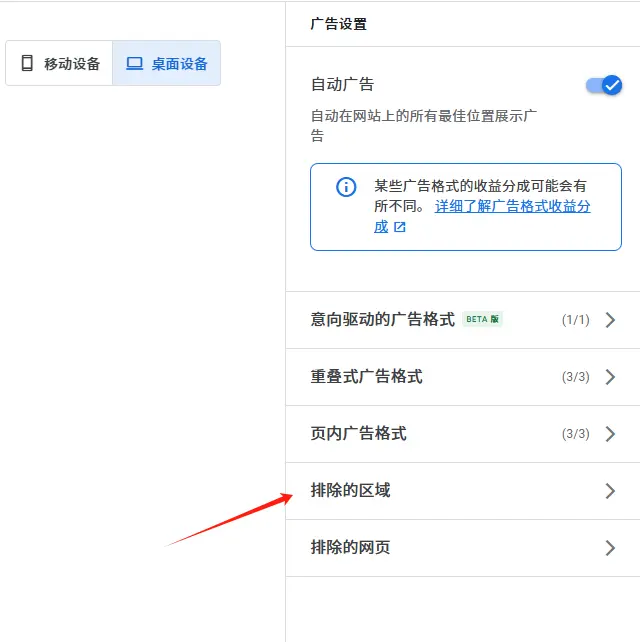 广告设置
移动设备
桌面设备
自动广告
自动在网站上的所有最佳位置展示广
告
某些广告格式的收益分成可能会有
所不同。 详细了解广告格式收益分
成
意向驱动的广告格式 BETA 版 (1/1)
重叠式广告格式 (3/3)
页内广告格式 (3/3)
排除的区域
排除的网页